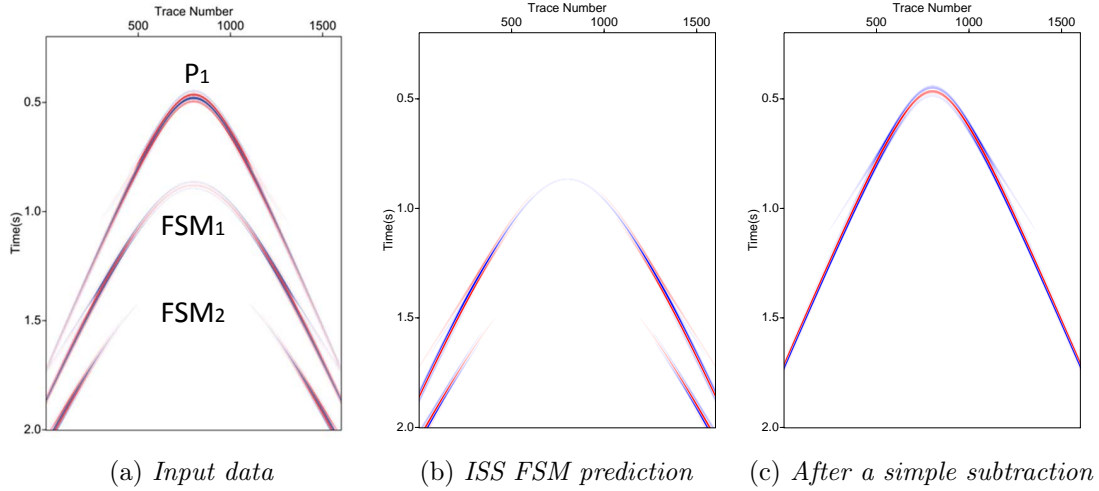 Trace Number
500 1000 1500
Time(s)
0.5
1.0
1.5
2.0
P1
FSM1
FSM2
(a) Input data
Trace Number
500 1000 1500
Time(s)
0.5
1.0
1.5
2.0
(b) ISS FSM prediction
Trace Number
500 1000 1500
Time(s)
0.5
1.0
1.5
2.0
(c) After a simple subtraction